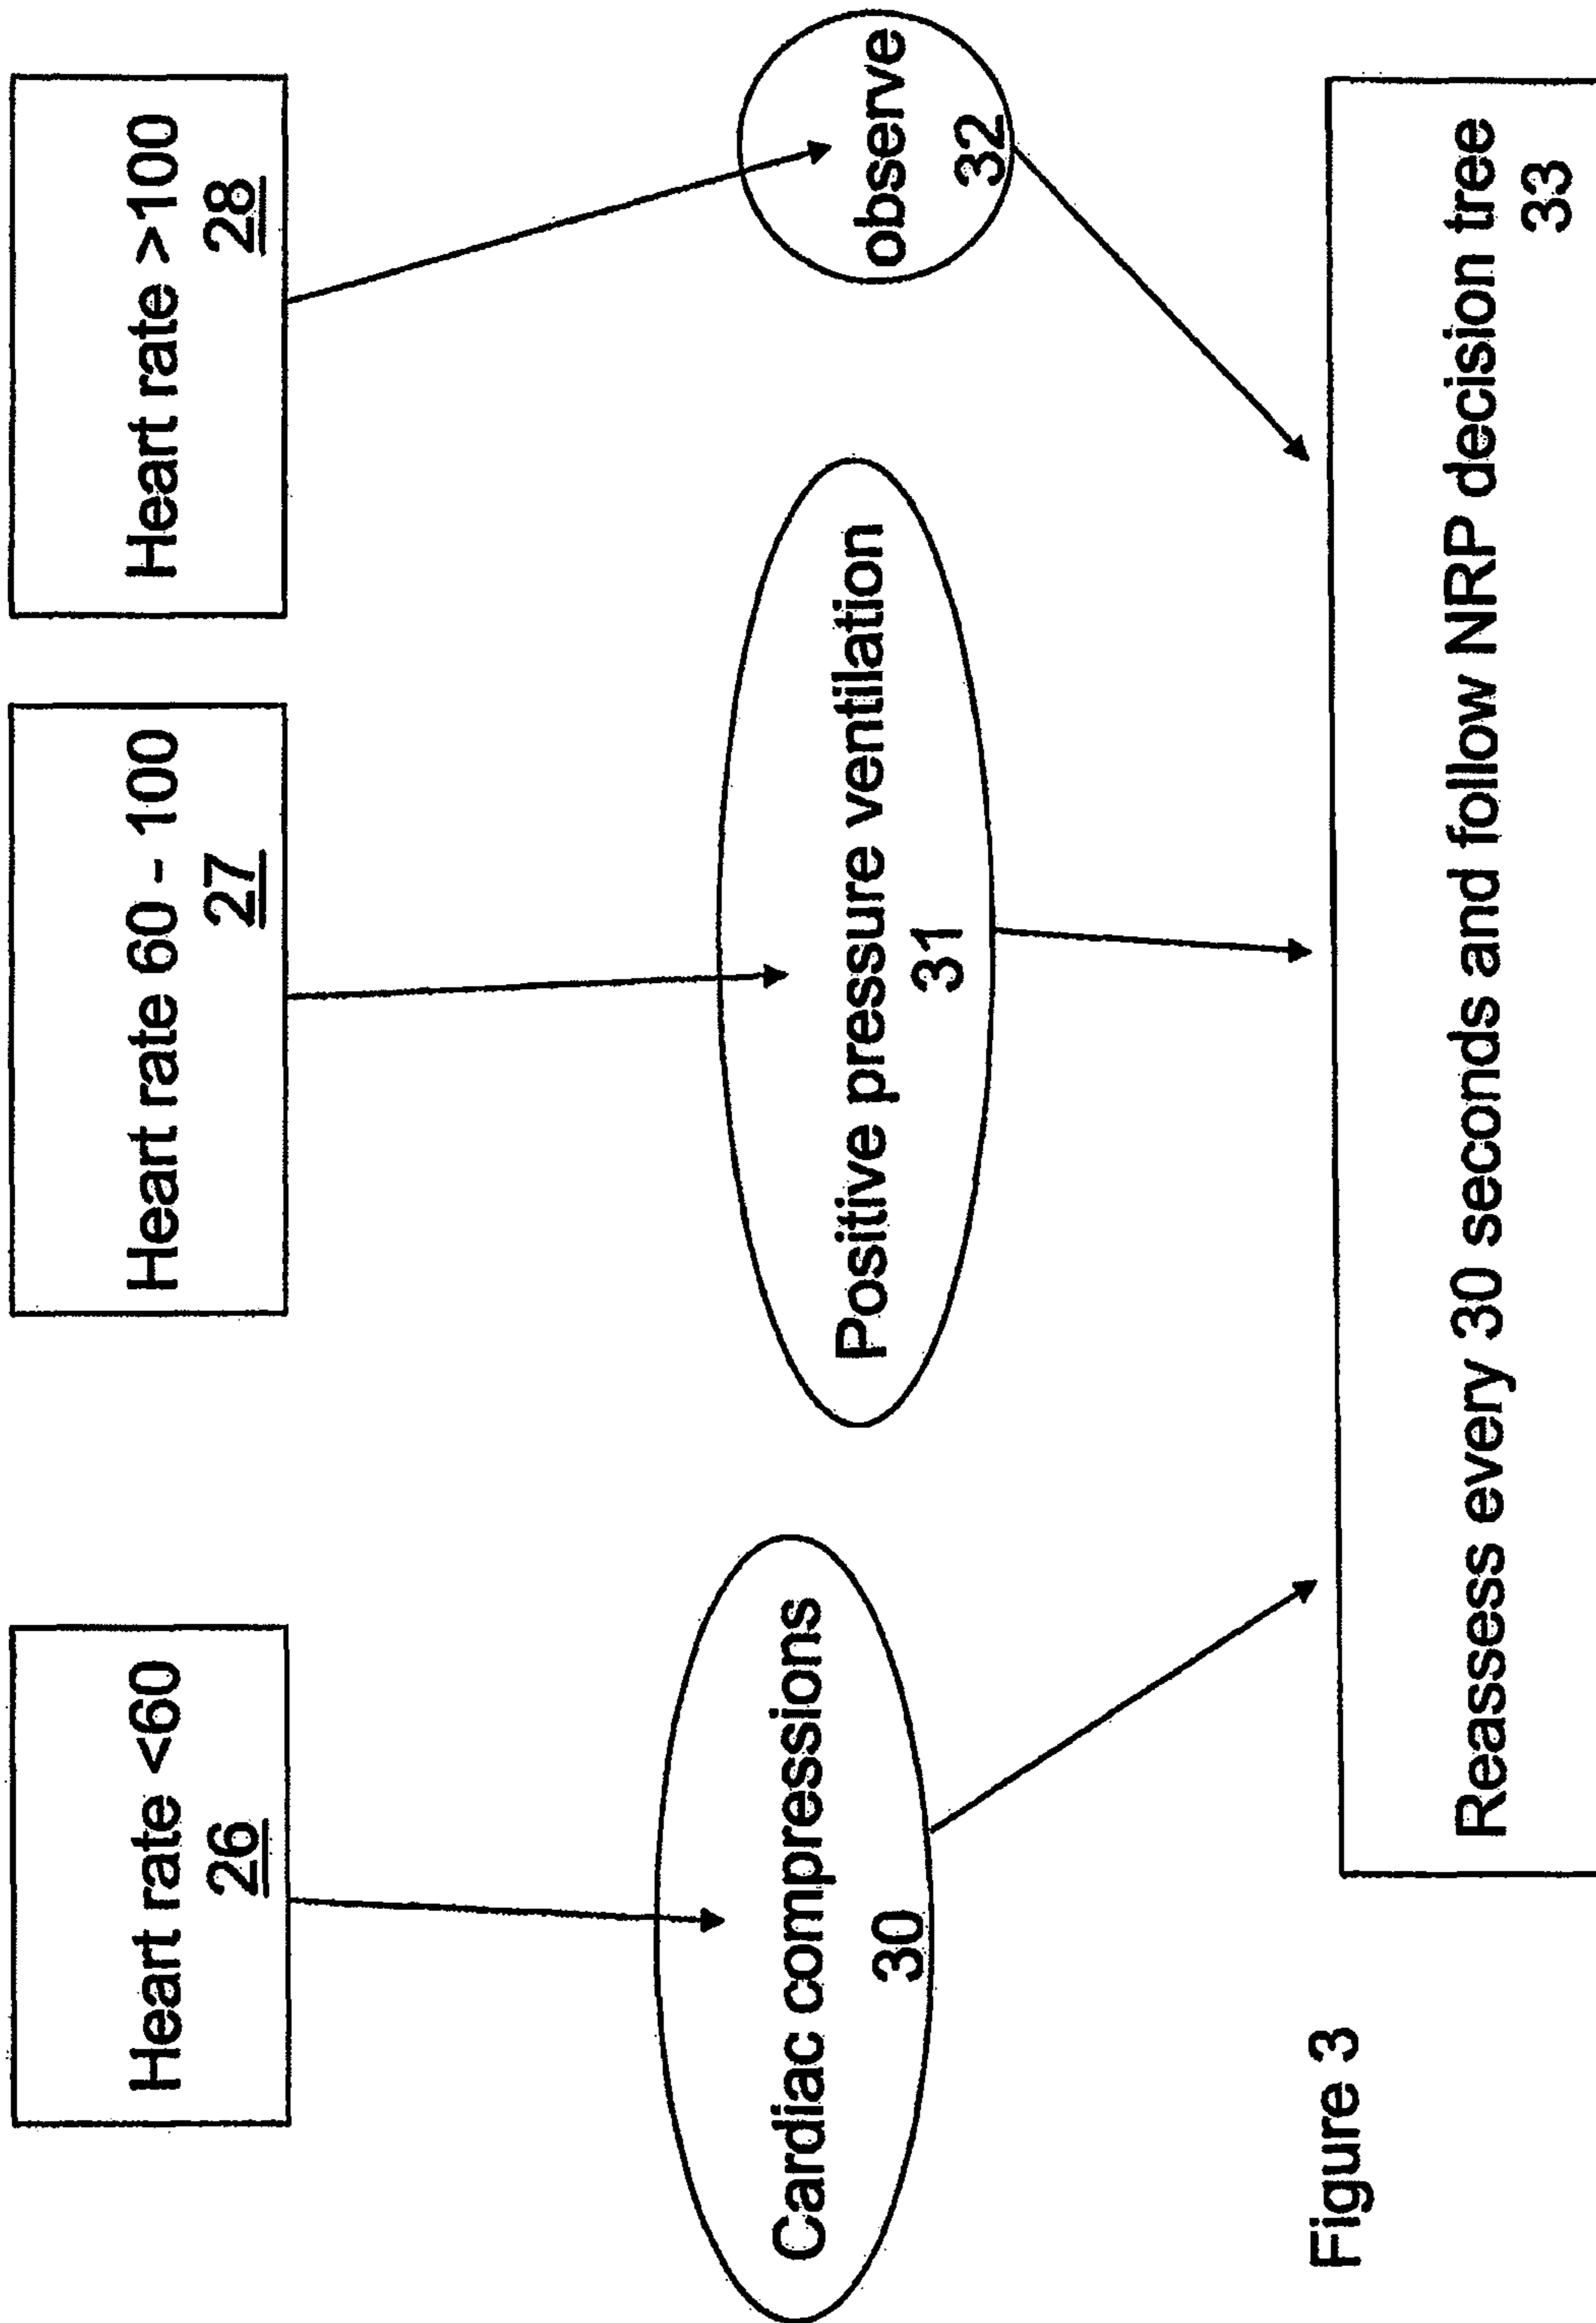 Heart rate <60
26
Heart rate 60 - 100
27
Heart rate >100
28
Cardiac compressions
30
Positive pressure ventilation
31
observe
32
Reassess every 30 seconds and follow NRP decision tree
33
Figure 3